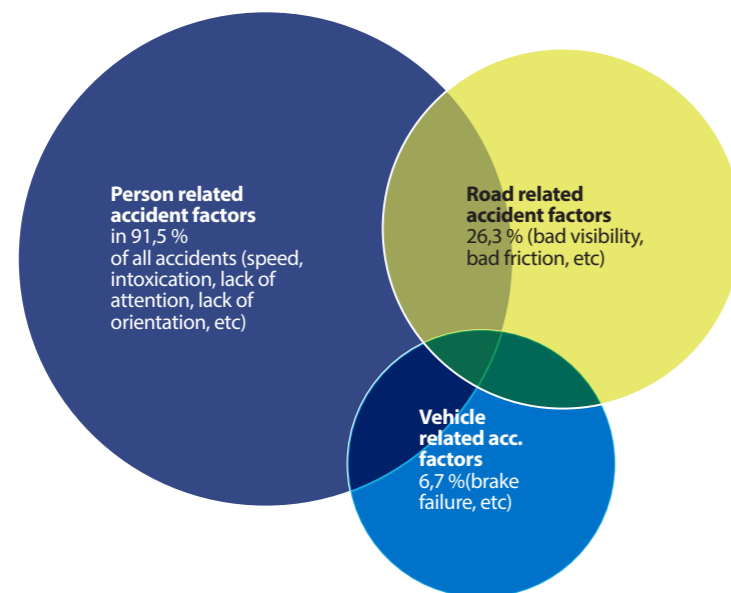 Person related
accident factors
in 91,5 %
of all accidents (speed,
intoxication, lack of
attention, lack of
orientation, etc)
Road related
accident factors
26,3 % (bad visibility,
bad friction, etc)
Vehicle
related acc.
factors
6,7 %(brake
failure, etc)